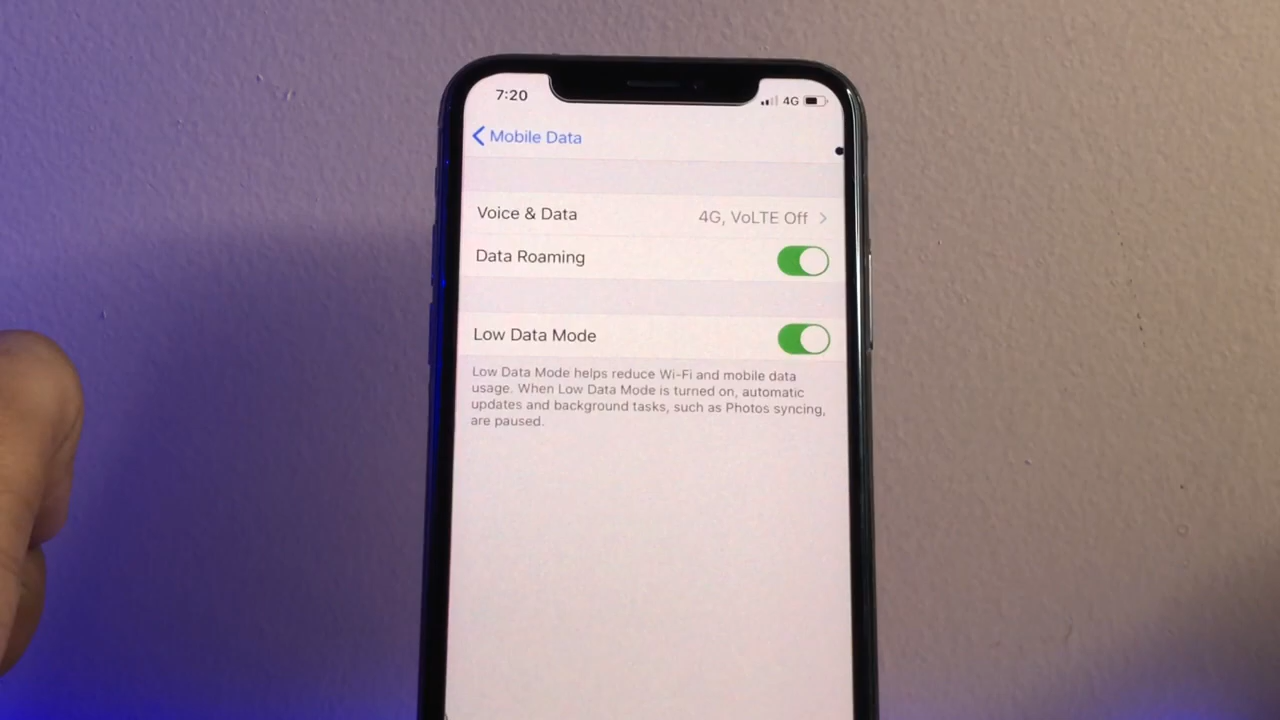 7:20
4G
Mobile Data
Voice & Data
4G, VoLTE Off
Data Roaming
Low Data Mode
Low Data Mode helps reduce Wi-Fi and mobile data
usage. When Low Data Mode is turned on, automatic
updates and background tasks, such as Photos syncing,
are paused.